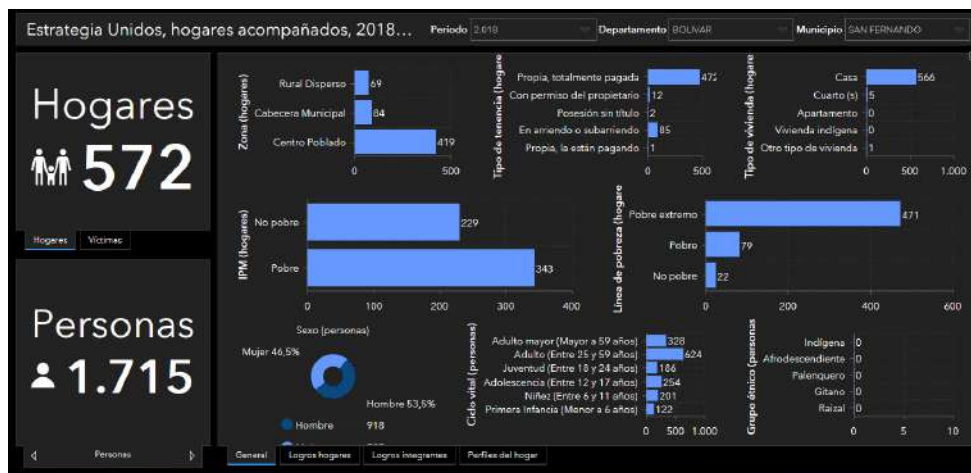 Estrategia Unidos, hogares acompañados, 2018...
Periodo 2.018
Departamento BOLIVAR
Municipio SAN FERNANDO
Hogares
572
Hogares Víctimas
Personas
1.715
Personas
Zona (hogares)
Rural Disperso 69
Cabecera Municipal 84
Centro Poblado 419
0 500
Tipo de tenencia (hogare
Propia, totalmente pagada 472
Con permiso del propietario 12
Posesión sin título 2
En arriendo o subarriendo 85
Propia, la están pagando 1
0 500
Tipo de vivienda (hogare
Casa 566
Cuarto (s) 5
Apartamento 0
Vivienda indígena 0
Otro tipo de vivienda 1
0 500 1.000
IPM (hogares)
No pobre 229
Pobre 343
0 100 200 300 400
Línea de pobreza (hogare
Pobre extremo 471
Pobre 79
No pobre 22
0 200 400 600
Sexo (personas)
Mujer 46,5%
Hombre 53,5%
Hombre 918
Ciclo vital (personas)
Adulto mayor (Mayor a 59 años) 328
Adulto (Entre 25 y 59 años) 624
Juventud (Entre 18 y 24 años) 186
Adolescencia (Entre 12 y 17 años) 254
Niñez (Entre 6 y 11 años) 201
Primera Infancia (Menor a 6 años) 122
0 500 1.000
Grupo étnico (personas
Indígena 0
Afrodescendiente 0
Palenquero 0
Gitano 0
Raizal 0
0 5 10
General Logros hogares Logros integrantes Perfiles del hogar